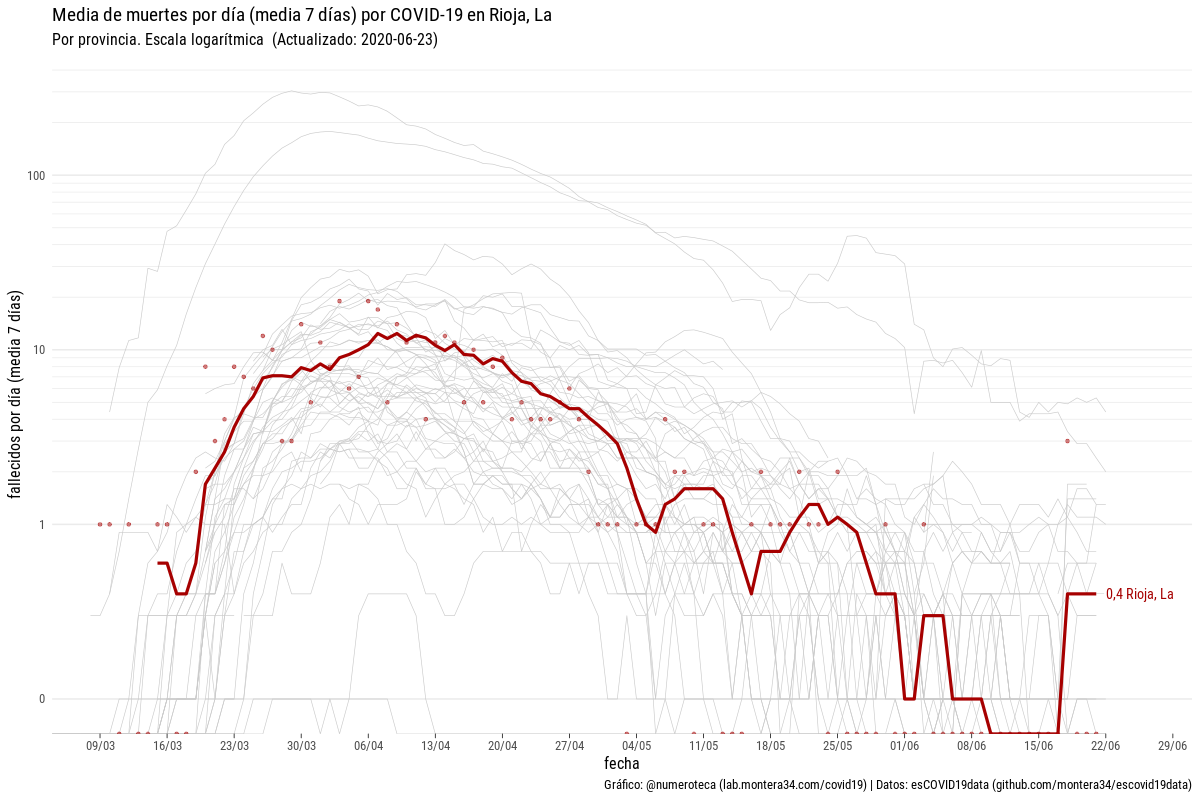 Media de muertes por día (media 7 días) por COVID-19 en Rioja, La
Por provincia. Escala logarítmica (Actualizado: 2020-06-23)
fallecidos por día (media 7 días)
100
10
1
0
0,4 Rioja, La
09/03 16/03 23/03 30/03 06/04 13/04 20/04 27/04 04/05 11/05 18/05 25/05 01/06 08/06 15/06 22/06 29/06
fecha
Gráfico: @numeroteca (lab.montera34.com/covid19) | Datos: esCOVID19data (github.com/montera34/escovid19data)